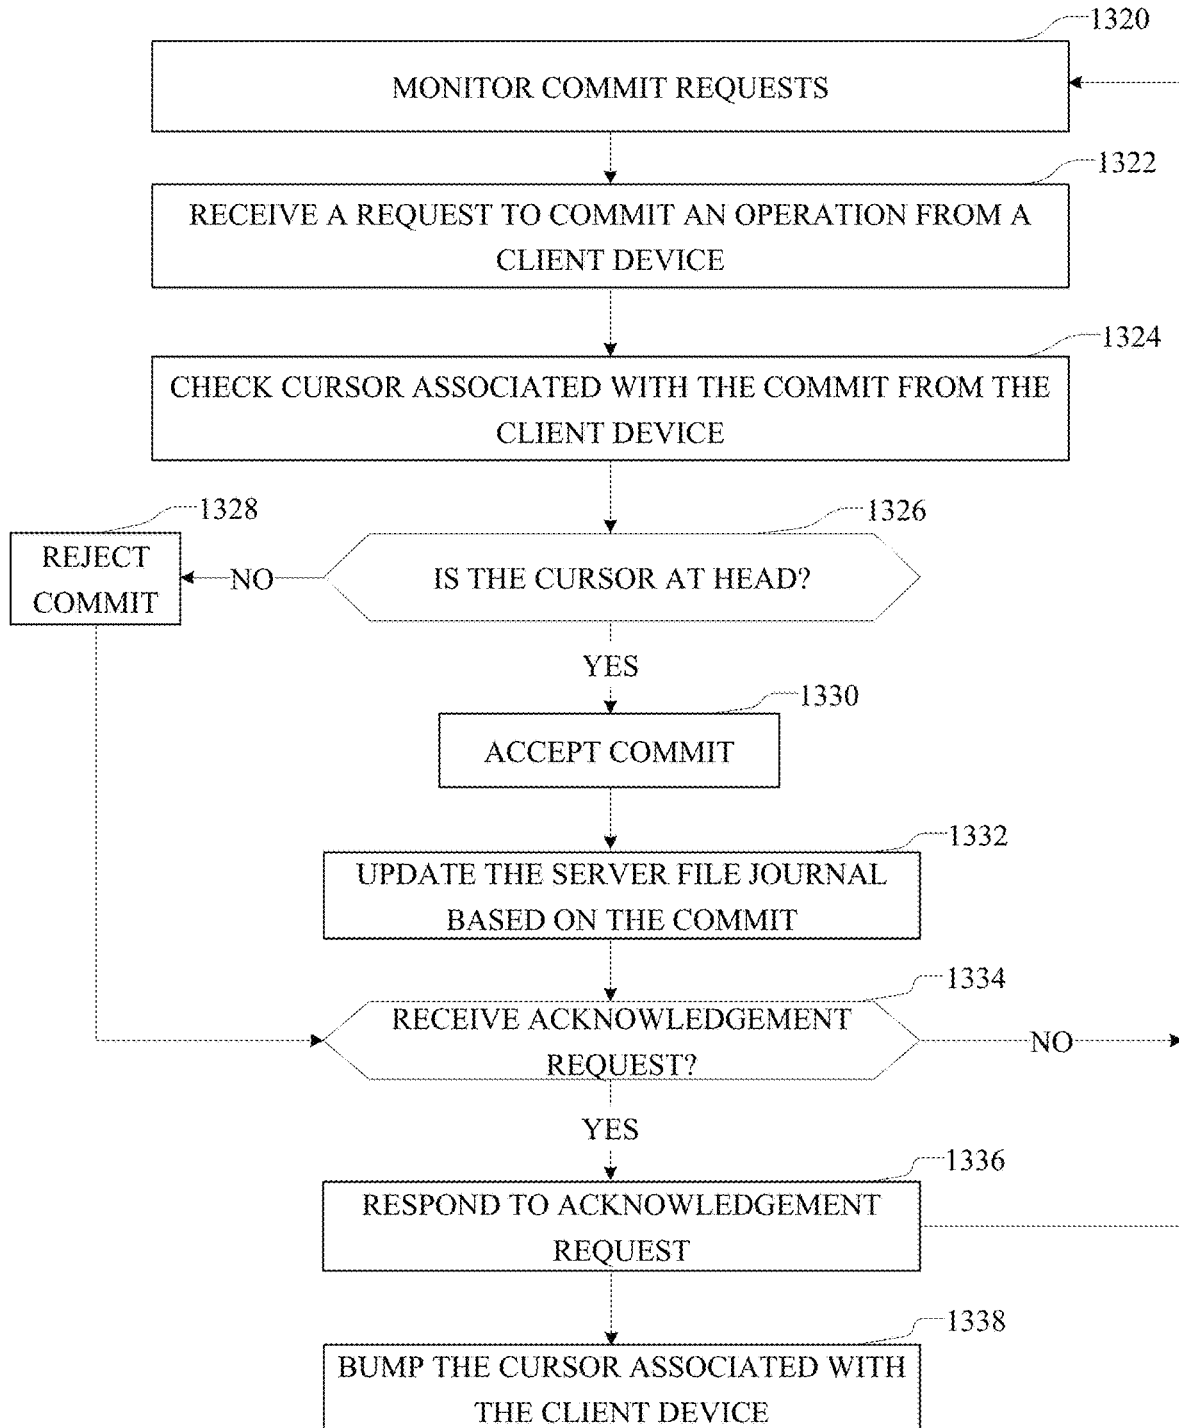 1320
MONITOR COMMIT REQUESTS
1322
RECEIVE A REQUEST TO COMMIT AN OPERATION FROM A
CLIENT DEVICE
1324
CHECK CURSOR ASSOCIATED WITH THE COMMIT FROM THE
CLIENT DEVICE
1328
1326
REJECT
COMMIT
NO
IS THE CURSOR AT HEAD?
YES
1330
ACCEPT COMMIT
1332
UPDATE THE SERVER FILE JOURNAL
BASED ON THE COMMIT
1334
RECEIVE ACKNOWLEDGEMENT
REQUEST?
NO
YES
1336
RESPOND TO ACKNOWLEDGEMENT
REQUEST
1338
BUMP THE CURSOR ASSOCIATED WITH
THE CLIENT DEVICE